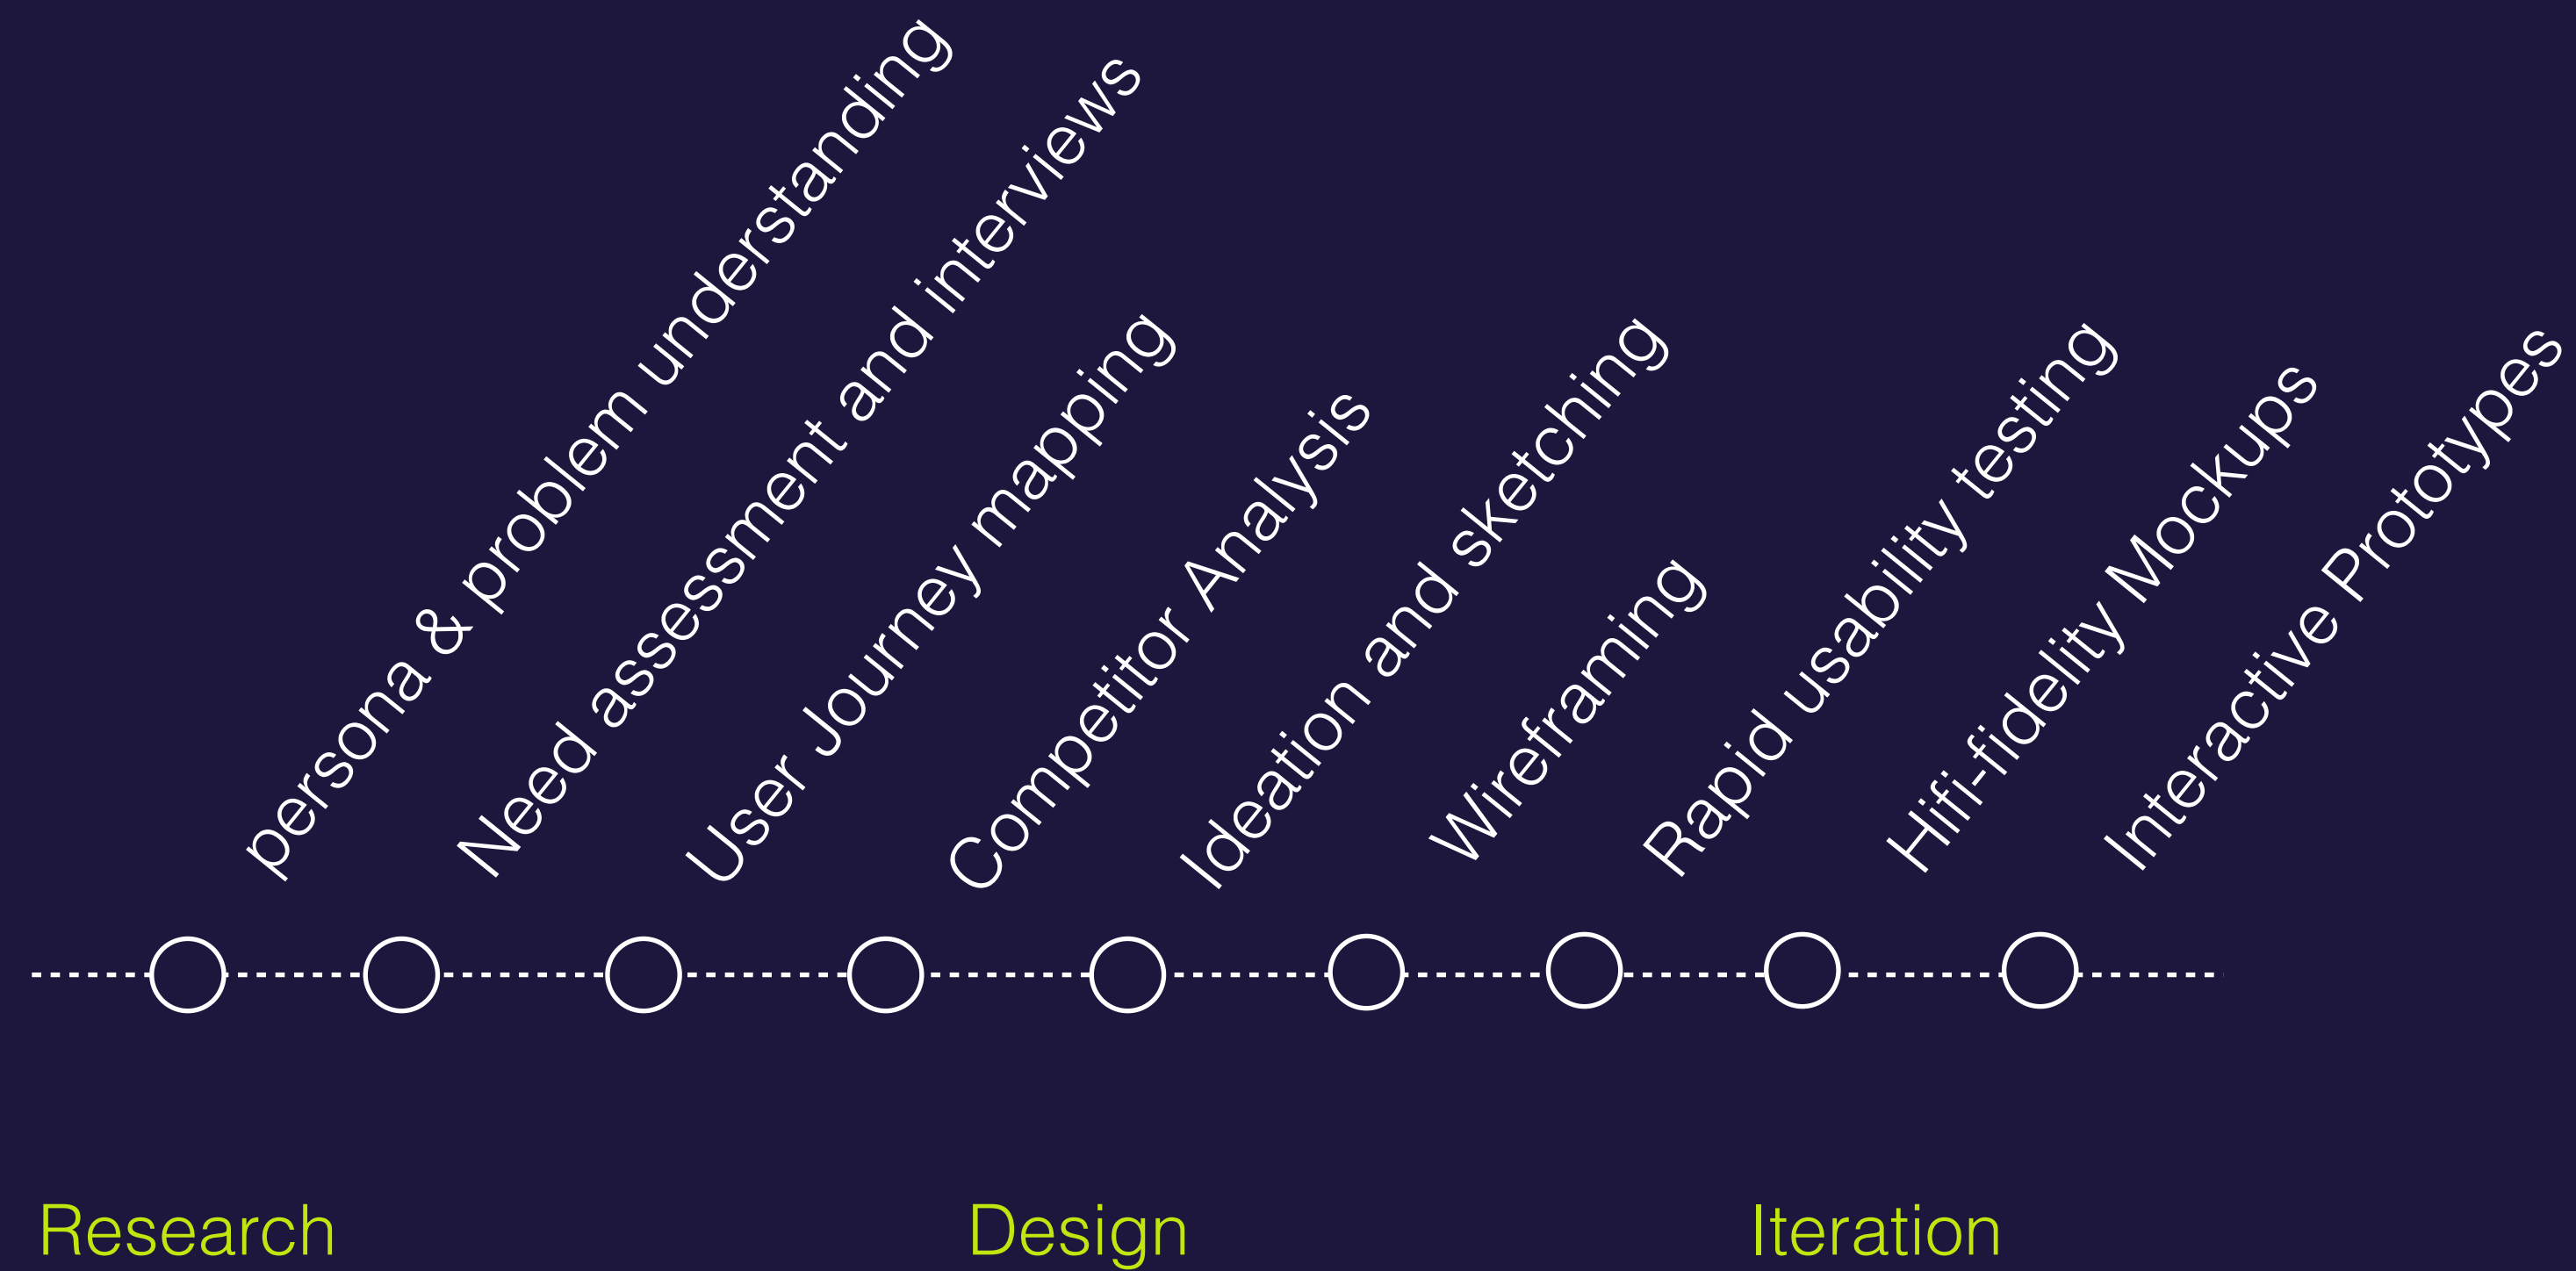 persona & problem understanding
Need assessment and interviews
User Journey mapping
Competitor Analysis
Ideation and sketching
Wireframing
Rapid usability testing
Hifi-fidelity Mockups
Interactive Prototypes
Research
Design
Iteration